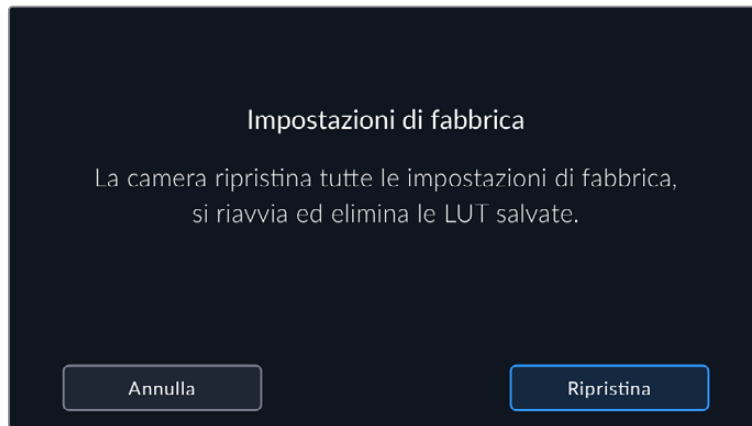 Impostazioni di fabbrica
La camera ripristina tutte le impostazioni di fabbrica,
si riavvia ed elimina le LUT salvate.
Annulla
Ripristina